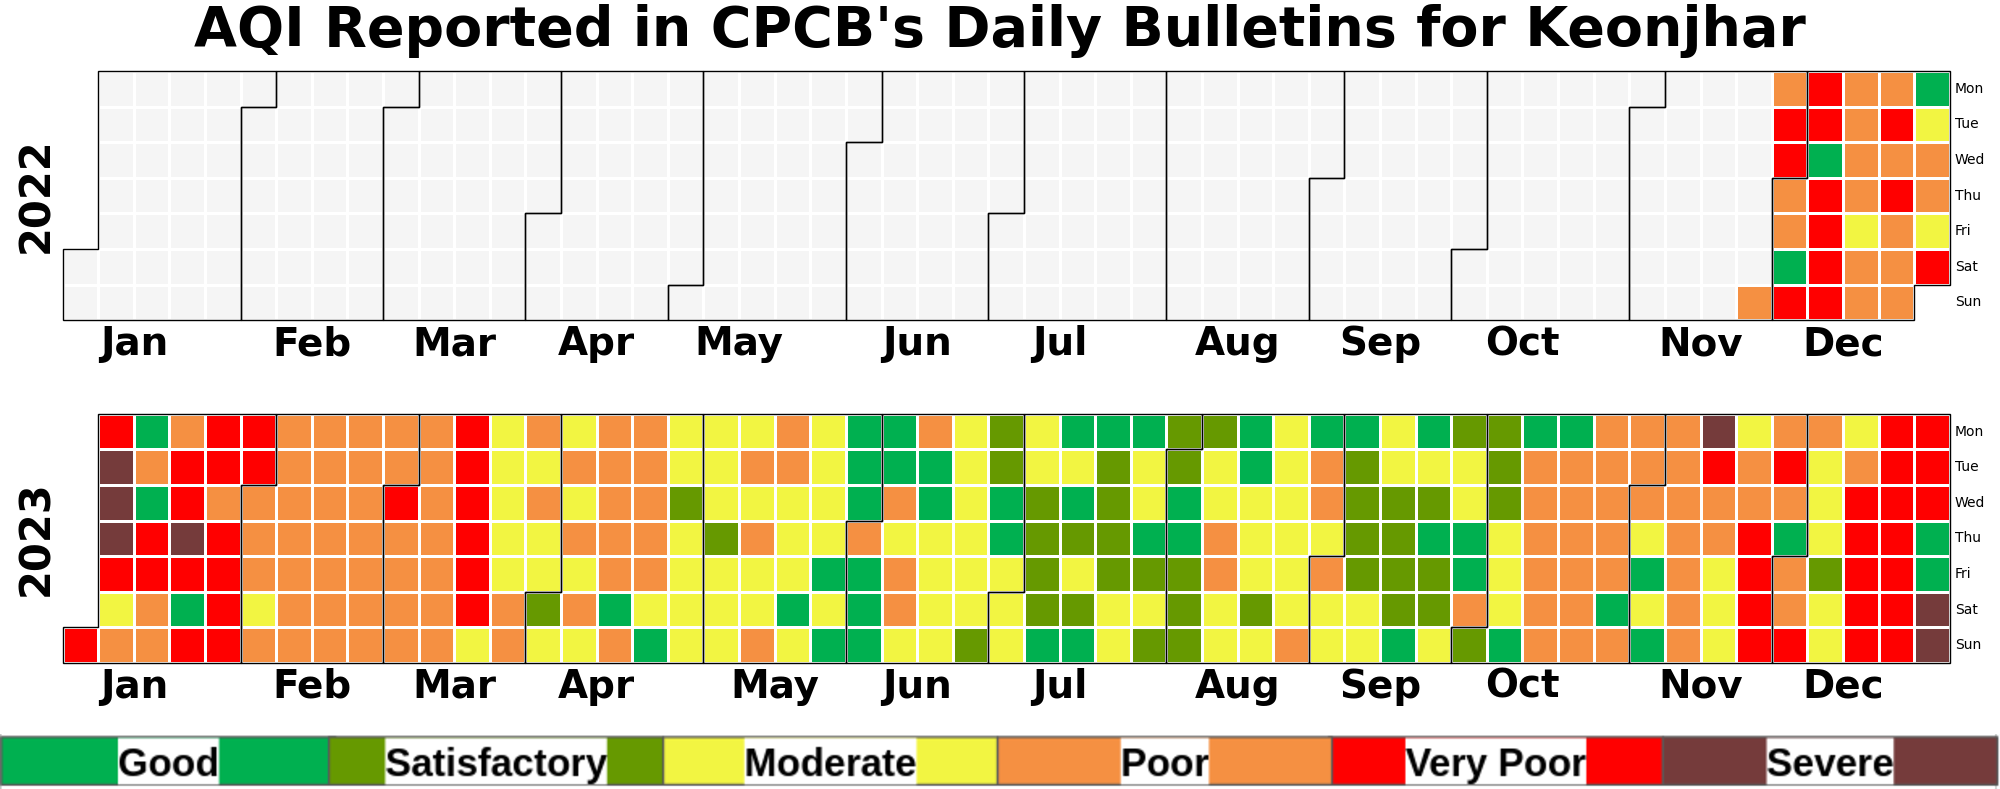 AQI Reported in CPCB's Daily Bulletins for Keonjhar
2022
Mon
Tue
Wed
Thu
Fri
Sat
Sun
Jan Feb Mar Apr May Jun Jul Aug Sep Oct Nov Dec
2023
Mon
Tue
Wed
Thu
Fri
Sat
Sun
Jan Feb Mar Apr May Jun Jul Aug Sep Oct Nov Dec
Good Satisfactory Moderate Poor Very Poor Severe